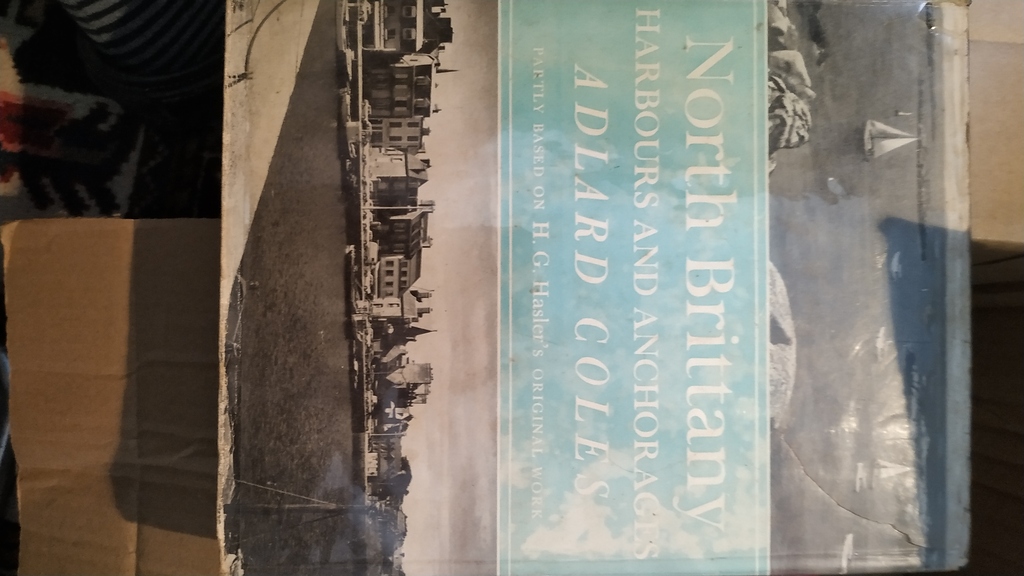 North Brittany
HARBOURS AND ANCHORAGES
ADLARD COLES
PARTLY BASED ON H. G. Hasler's ORIGINAL WORK